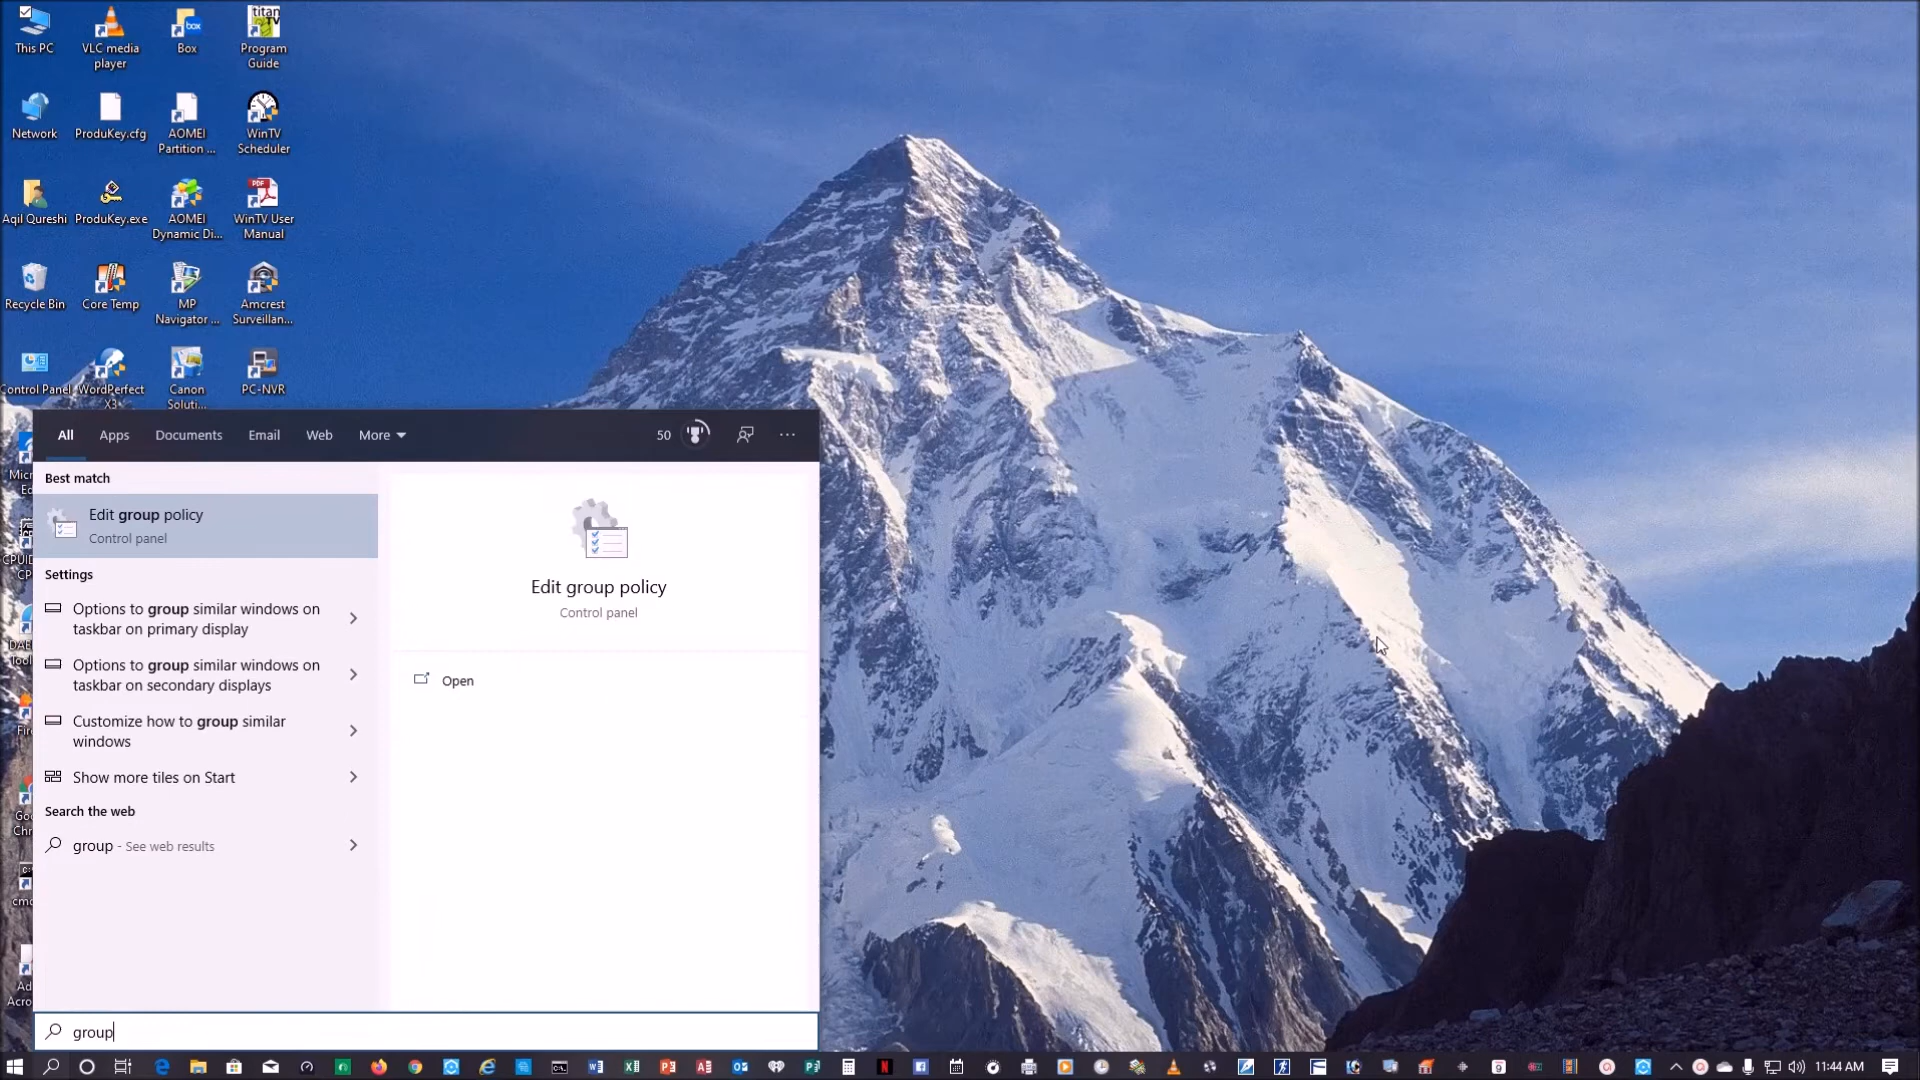 This PC
VLC media
player
Box
titan
TV
Program
Guide
Network
ProduKey.cfg
AOMEI
Partition ...
WinTV
Scheduler
Aqil Qureshi
ProduKey.exe
AOMEI
Dynamic Di...
PDF
WinTV User
Manual
Recycle Bin
Core Temp
MP
Navigator ...
Amcrest
Surveillan...
Control Panel
WordPerfect
X3
Canon
Soluti...
PC-NVR
All
Apps
Documents
Email
Web
More
50
Best match
Edit group policy
Control panel
Settings
Options to group similar windows on
taskbar on primary display
Options to group similar windows on
taskbar on secondary displays
Customize how to group similar
windows
Show more tiles on Start
Search the web
group - See web results
Edit group policy
Control panel
Open
group
11:44 AM